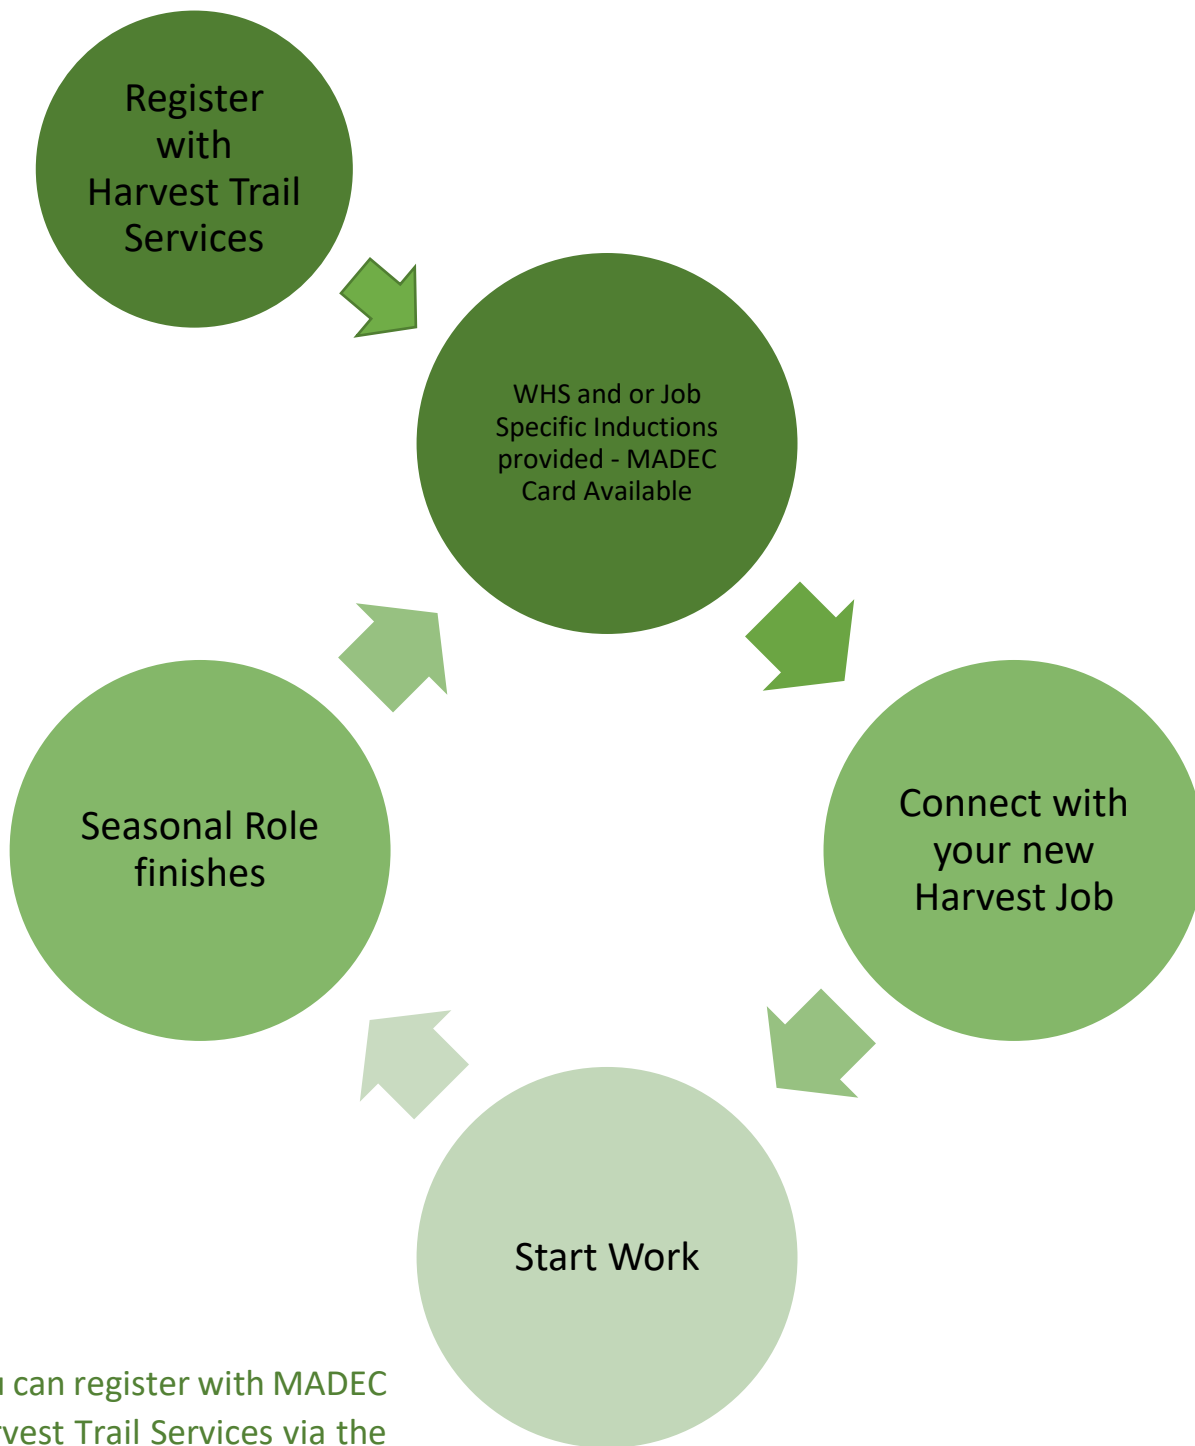 Register
with
Harvest Trail
Services
WHS and or Job
Specific Inductions
provided - MADEC
Card Available
Connect with
your new
Harvest Job
Start Work
Seasonal Role
finishes
can register with MADEC
Trail Services via the